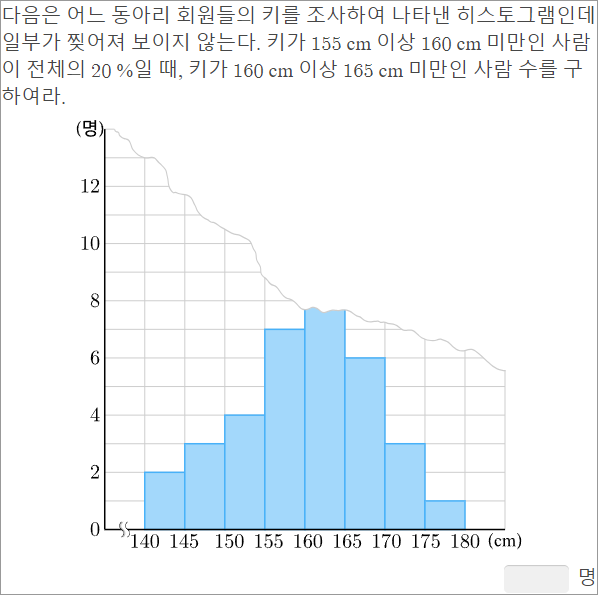 다음은 어느 동아리 회원들의 키를 조사하여 나타낸 히스토그램인데
일부가 찢어져 보이지 않는다. 키가 155 cm 이상 160 cm 미만인 사람
이 전체의 20 %일 때, 키가 160 cm 이상 165 cm 미만인 사람 수를 구
하여라.
(명)
12
10
8
6
4
2
0
140 145 150 155 160 165 170 175 180 (cm)
명